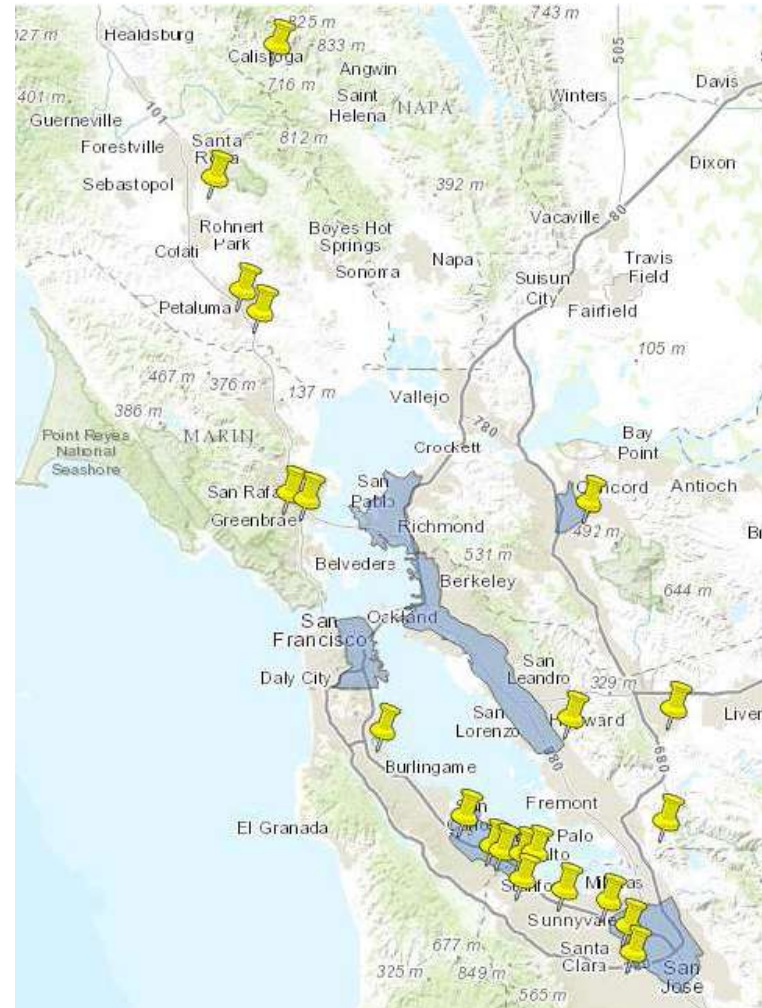 027 m
Healdsburg
825 m
833 m
Calistoga
743 m
505
Angwin
716 m
Davis
401 m
Saint
Helena
NAPA
Winters
101
Guerneville
Forestville
Santa
812 m
Dixon
Sebastopol
392 m
Vacaville
80
Rohnert
Park
Boyes Hot
Springs
Cotati
Sonorra
Napa
Travis
Field
Suisun
City
Fairfield
Petaluma
105 m
467 m
376 m
137 m
386 m
Vallejo
780
Point Reyes
National
Seashore
MARIN
Crockett
Bay
Point
San Rafa
San
Pablo
Concord
Antioch
Greenbrae
Richmond
492 m
Belvedere
531 m
Berkeley
644 m
San
Francisco
Oakland
San
Leandro
Daly City
329 m
San
Lorenzo
Hayward
Liver
880
680
Burlingame
El Granada
San
Fremont
Palo
Alto
Sunnyvale
677 m
Santa
Clara
325 m
849 m
San
Jose
565 m